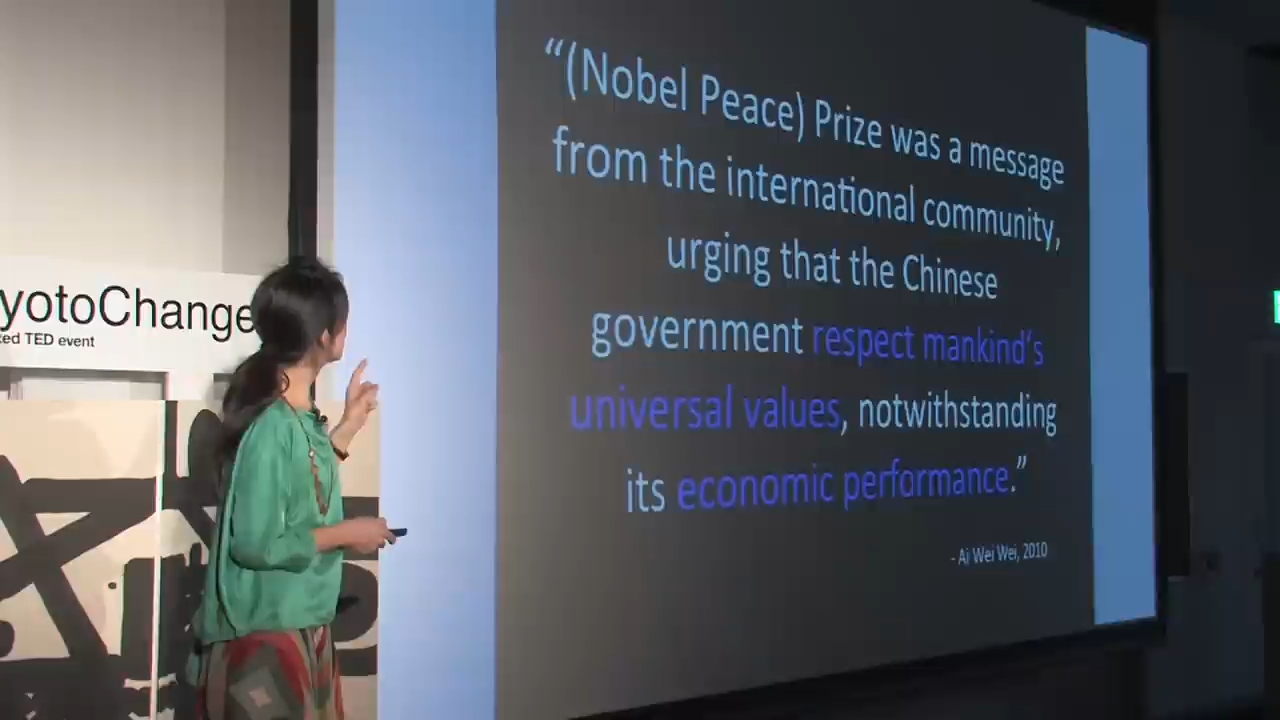 yotoChange
ted TED event
“(Nobel Peace) Prize was a message
from the international community,
urging that the Chinese
government respect mankind’s
universal values, notwithstanding
its economic performance.”
- Ai Wei Wei, 2010